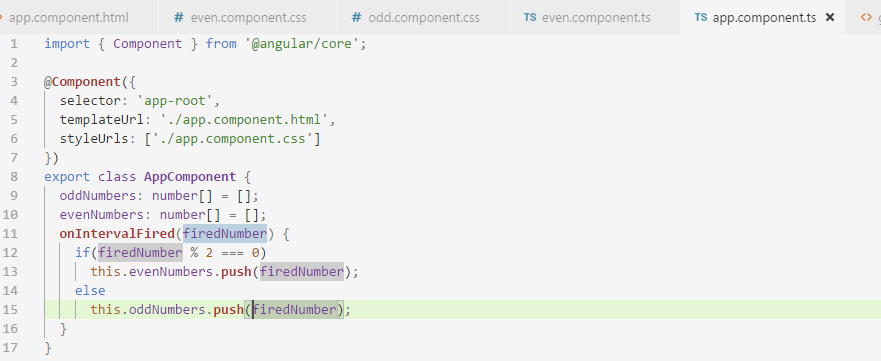 app.component.html # even.component.css # odd.component.css TS even.component.ts TS app.component.ts × <>
1 import { Component } from '@angular/core';
2
3 @Component({
4 selector: 'app-root',
5 templateUrl: './app.component.html',
6 styleUrls: ['./app.component.css']
7 })
8 export class AppComponent {
9 oddNumbers: number[] = [];
10 evenNumbers: number[] = [];
11 onIntervalFired(firedNumber) {
12 if(firedNumber % 2 === 0)
13 this.evenNumbers.push(firedNumber);
14 else
15 this.oddNumbers.push(firedNumber);
16 }
17 }